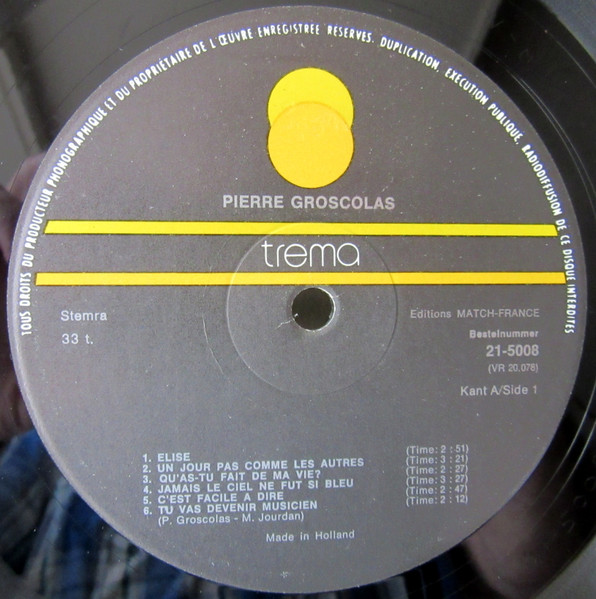 TOUS DROITS DU PRODUCTEUR PHONOGRAPHIQUE ET DU PROPRIÉTAIRE DE L'ŒUVRE ENREGISTRÉE RÉSERVÉS. DUPLICATION, EXÉCUTION PUBLIQUE, RADIODIFFUSION DE CE DISQUE INTERDITES
PIERRE GROSCOLAS
trema
Stemra
33 t.
Editions MATCH-FRANCE
Bestelnummer
21-5008
(VR 20.078)
Kant A/Side 1
1. ELISE (Time: 2 : 51)
2. UN JOUR PAS COMME LES AUTRES (Time: 3 : 21)
3. QU'AS-TU FAIT DE MA VIE? (Time: 2 : 27)
4. JAMAIS LE CIEL NE FUT SI BLEU (Time: 3 : 27)
5. C'EST FACILE A DIRE (Time: 2 : 47)
6. TU VAS DEVENIR MUSICIEN (Time: 2 : 12)
(P. Groscolas - M. Jourdan)
Made in Holland